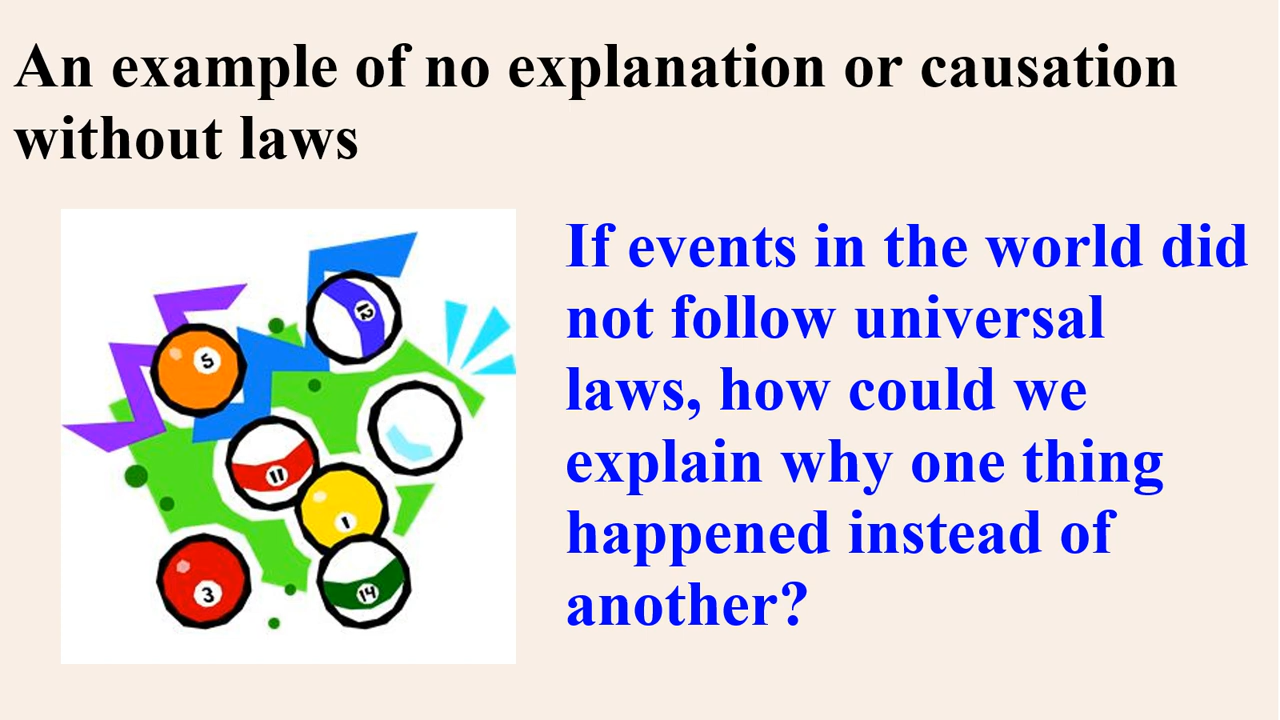 An example of no explanation or causation
without laws
If events in the world did
not follow universal
laws, how could we
explain why one thing
happened instead of
another?
12
5
11
1
3
14